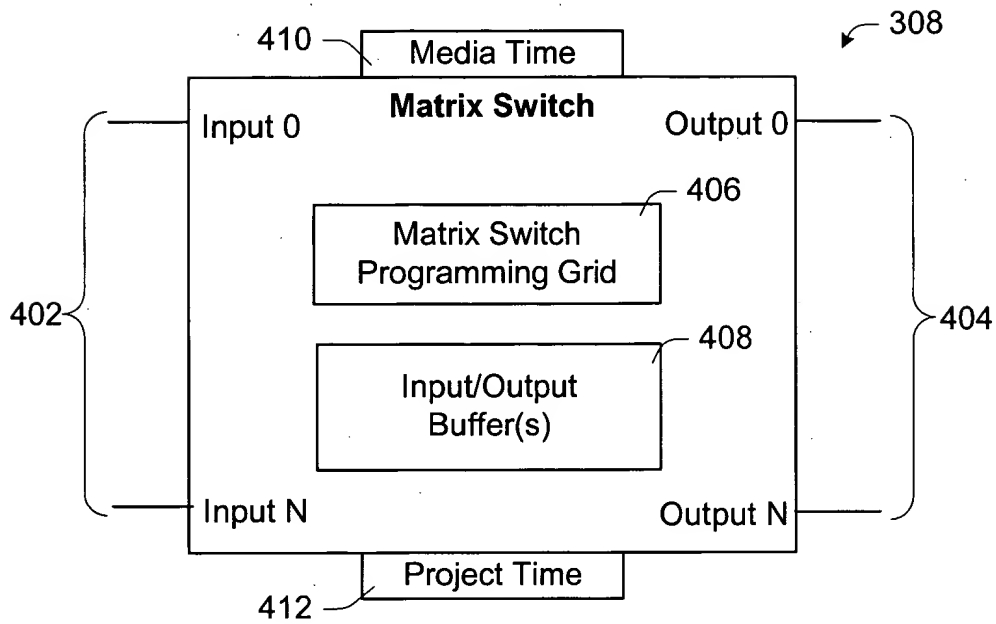 410
Media Time
308
Matrix Switch
Input 0
Output 0
406
Matrix Switch
Programming Grid
402
404
408
Input/Output
Buffer(s)
Input N
Output N
Project Time
412